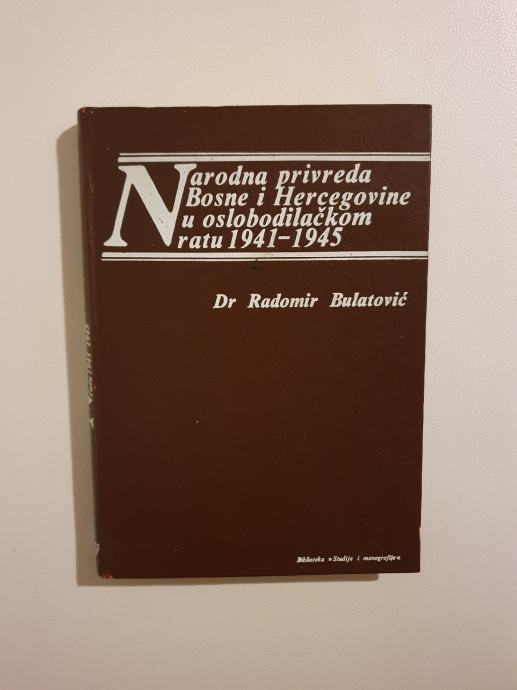 Narodna privreda
Bosne i Hercegovine
u oslobodilačkom
ratu 1941-1945
Dr Radomir Bulatović
Biblioteka »Studije i monografije«